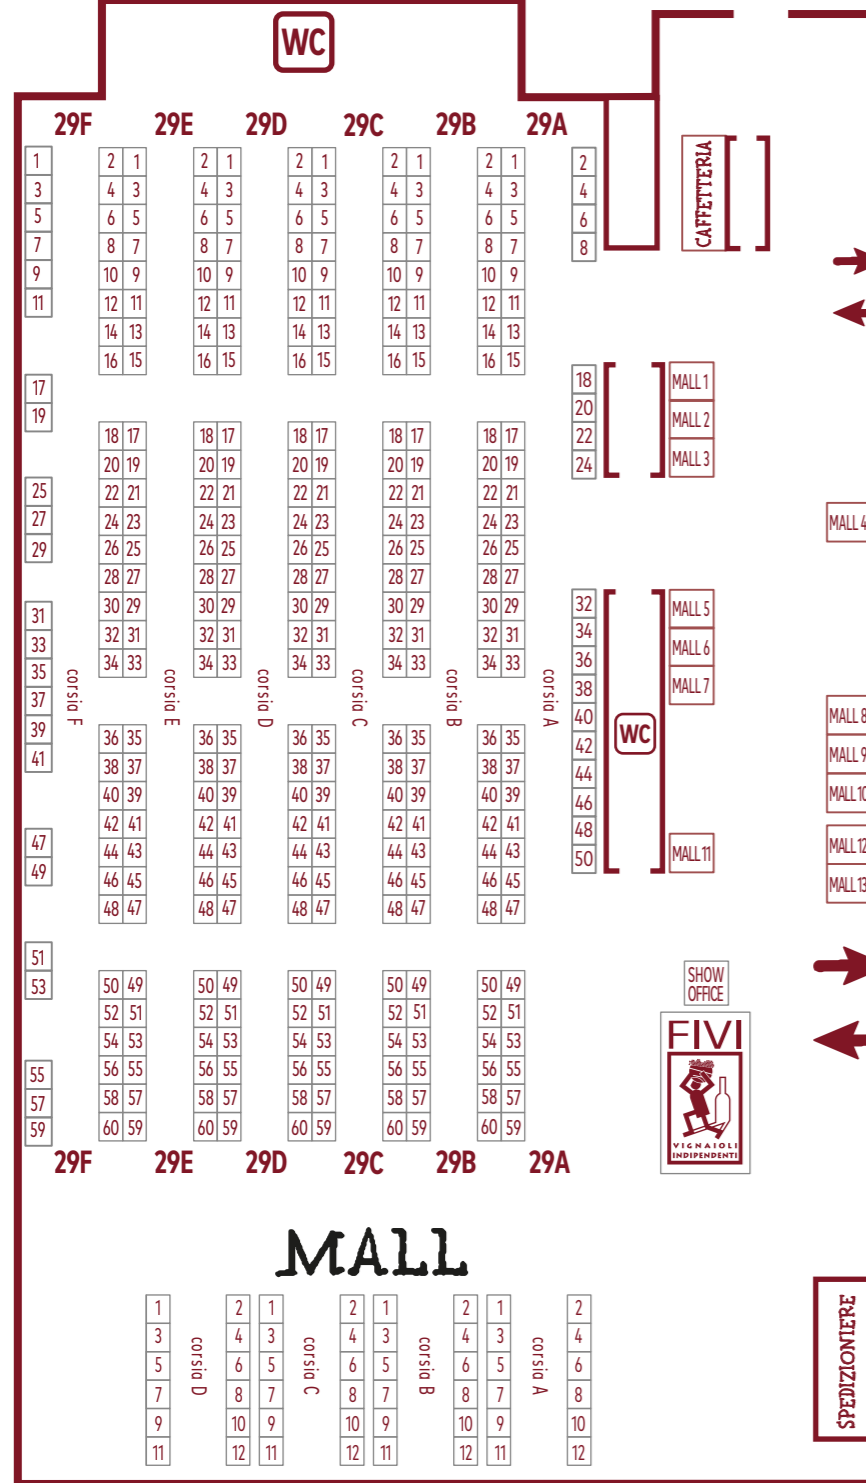 WC
29F 29E 29D 29C 29B 29A
CAFFETTERIA
1 2 1 2 1 2 1 2 1 2 1 2
3 4 3 4 3 4 3 4 3 4 3 4
5 6 5 6 5 6 5 6 5 6 5 6
7 8 7 8 7 8 7 8 7 8 7 8
9 10 9 10 9 10 9 10 9 10 9
11 12 11 12 11 12 11 12 11 12 11
14 13 14 13 14 13 14 13 14 13
16 15 16 15 16 15 16 15 16 15
17 18 MALL 1
19 20 MALL 2
18 17 18 17 18 17 18 17 18 17 22
20 19 20 19 20 19 20 19 20 19 24 MALL 3
25 22 21 22 21 22 21 22 21 22 21
27 24 23 24 23 24 23 24 23 24 23 MALL 4
29 26 25 26 25 26 25 26 25 26 25
28 27 28 27 28 27 28 27 28 27
31 30 29 30 29 30 29 30 29 30 29 32 MALL 5
33 32 31 32 31 32 31 32 31 32 31 34 MALL 6
35 34 33 34 33 34 33 34 33 34 33 36
37 38 MALL 7
corsia F corsia E corsia D corsia C corsia B corsia A
39 40 MALL 8
41 36 35 36 35 36 35 36 35 36 35 42 WC
38 37 38 37 38 37 38 37 38 37 44 MALL 9
40 39 40 39 40 39 40 39 40 39 46 MALL 10
47 42 41 42 41 42 41 42 41 42 41 48
49 44 43 44 43 44 43 44 43 44 43 50 MALL 11 MALL 12
46 45 46 45 46 45 46 45 46 45 MALL 13
48 47 48 47 48 47 48 47 48 47
51
53 50 49 50 49 50 49 50 49 50 49 SHOW
OFFICE
52 51 52 51 52 51 52 51 52 51
54 53 54 53 54 53 54 53 54 53 FIVI
55 56 55 56 55 56 55 56 55 56 55
57 58 57 58 57 58 57 58 57 58 57
59 60 59 60 59 60 59 60 59 60 59
VIGNAIOLI
INDIPENDENTI
29F 29E 29D 29C 29B 29A
MALL
1 2 1 2 1 2 1 2
3 4 3 4 3 4 3 4
5 6 5 6 5 6 5 6
7 8 7 8 7 8 7 8
9 10 9 10 9 10 9 10
11 12 11 12 11 12 11 12
corsia D corsia C corsia B corsia A
SPEDIZIONIERE